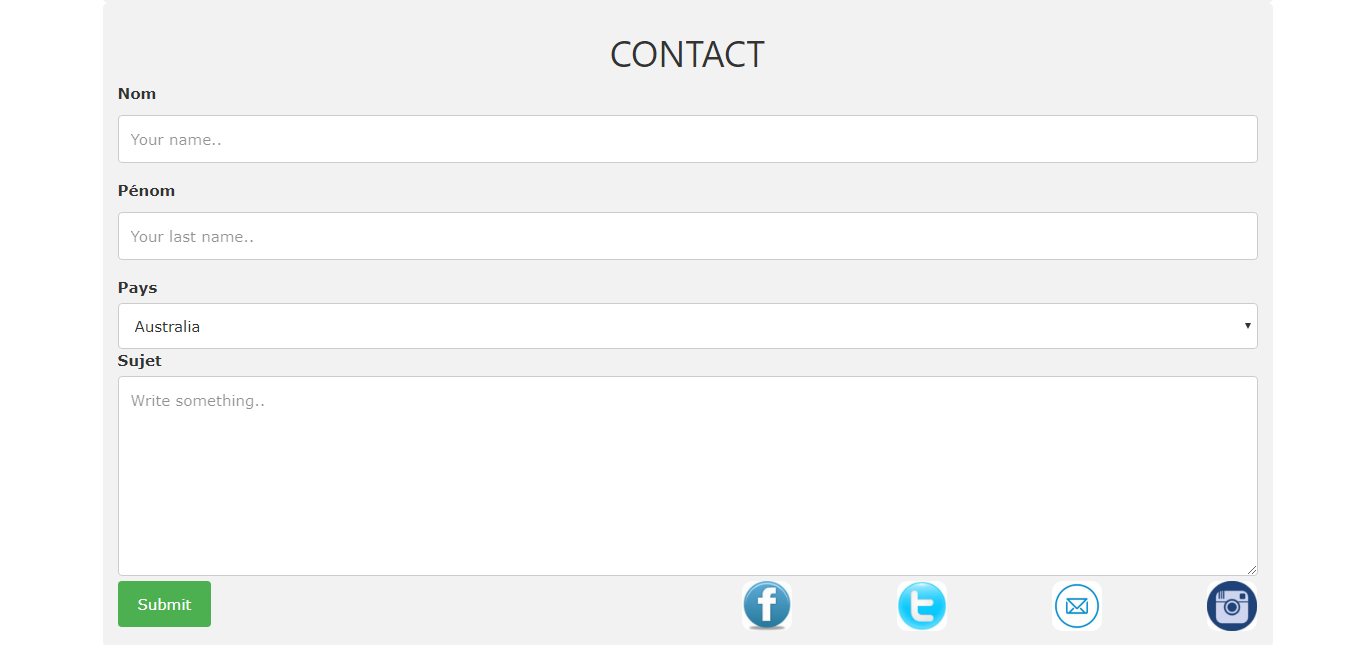 CONTACT
Nom
Your name..
Pénom
Your last name..
Pays
Australia
Sujet
Write something..
Submit